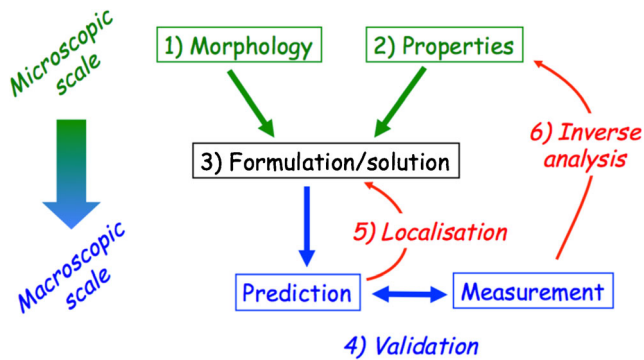 Microscopic
scale
1) Morphology
2) Properties
3) Formulation/solution
6) Inverse
analysis
5) Localisation
Macroscopic
scale
Prediction
Measurement
4) Validation